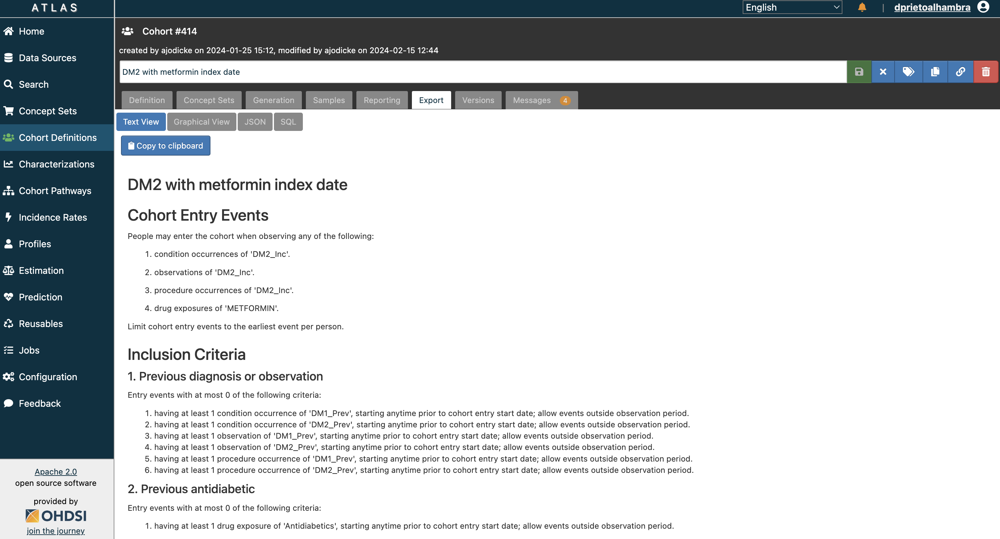 ATLAS
English
|
dprietoalhambra
Home
Data Sources
Search
Concept Sets
Cohort Definitions
Characterizations
Cohort Pathways
Incidence Rates
Profiles
Estimation
Prediction
Reusables
Jobs
Configuration
Feedback
Apache 2.0
open source software
provided by
OHDSI
join the journey
Cohort #414
created by ajodicke on 2024-01-25 15:12, modified by ajodicke on 2024-02-15 12:44
DM2 with metformin index date
Definition
Concept Sets
Generation
Samples
Reporting
Export
Versions
Messages 4
Text View
Graphical View
JSON
SQL
Copy to clipboard
DM2 with metformin index date
Cohort Entry Events
People may enter the cohort when observing any of the following:
1. condition occurrences of 'DM2_Inc'.
2. observations of 'DM2_Inc'.
3. procedure occurrences of 'DM2_Inc'.
4. drug exposures of 'METFORMIN'.
Limit cohort entry events to the earliest event per person.
Inclusion Criteria
1. Previous diagnosis or observation
Entry events with at most 0 of the following criteria:
1. having at least 1 condition occurrence of 'DM1_Prev', starting anytime prior to cohort entry start date; allow events outside observation period.
2. having at least 1 condition occurrence of 'DM2_Prev', starting anytime prior to cohort entry start date; allow events outside observation period.
3. having at least 1 observation of 'DM1_Prev', starting anytime prior to cohort entry start date; allow events outside observation period.
4. having at least 1 observation of 'DM2_Prev', starting anytime prior to cohort entry start date; allow events outside observation period.
5. having at least 1 procedure occurrence of 'DM1_Prev', starting anytime prior to cohort entry start date; allow events outside observation period.
6. having at least 1 procedure occurrence of 'DM2_Prev', starting anytime prior to cohort entry start date; allow events outside observation period.
2. Previous antidiabetic
Entry events with at most 0 of the following criteria:
1. having at least 1 drug exposure of 'Antidiabetics', starting anytime prior to cohort entry start date; allow events outside observation period.